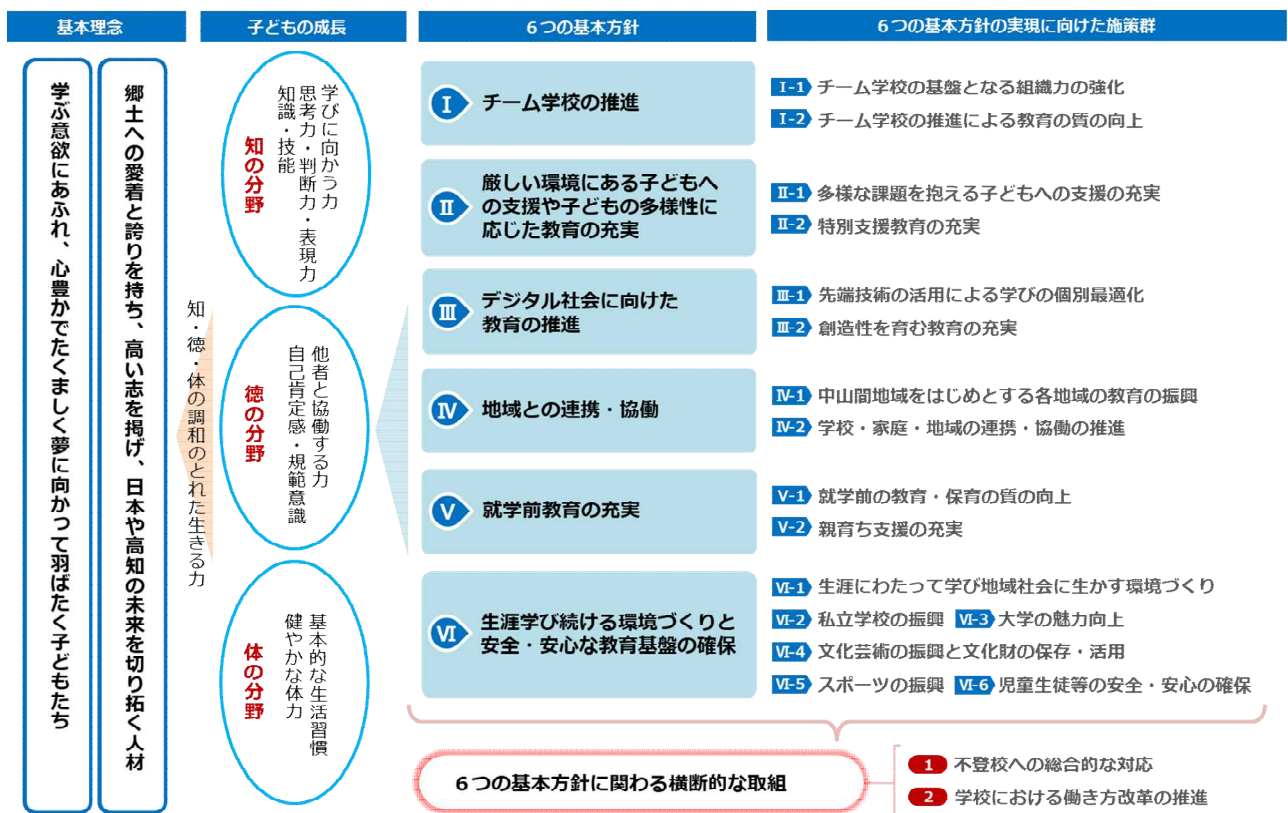 基本理念
子どもの成長
6つの基本方針
6つの基本方針の実現に向けた施策群
郷土への愛着と誇りを持ち、高い志を掲げ、日本や高知の未来を切り拓く人材
学ぶ意欲にあふれ、心豊かでたくましく夢に向かって羽ばたく子どもたち
知・徳・体の調和のとれた生きる力
学びに向かう力
思考力・判断力・表現力
知識・技能
知の分野
他者と協働する力
自己肯定感・規範意識
徳の分野
基本的な生活習慣
健やかな体力
体の分野
Ⅰ チーム学校の推進
Ⅰ-1 チーム学校の基盤となる組織力の強化
Ⅰ-2 チーム学校の推進による教育の質の向上
Ⅱ 厳しい環境にある子どもへ
の支援や子どもの多様性に
応じた教育の充実
Ⅱ-1 多様な課題を抱える子どもへの支援の充実
Ⅱ-2 特別支援教育の充実
Ⅲ デジタル社会に向けた
教育の推進
Ⅲ-1 先端技術の活用による学びの個別最適化
Ⅲ-2 創造性を育む教育の充実
Ⅳ 地域との連携・協働
Ⅳ-1 中山間地域をはじめとする各地域の教育の振興
Ⅳ-2 学校・家庭・地域の連携・協働の推進
Ⅴ 就学前教育の充実
Ⅴ-1 就学前の教育・保育の質の向上
Ⅴ-2 親育ち支援の充実
Ⅵ 生涯学び続ける環境づくりと
安全・安心な教育基盤の確保
Ⅵ-1 生涯にわたって学び地域社会に生かす環境づくり
Ⅵ-2 私立学校の振興 Ⅵ-3 大学の魅力向上
Ⅵ-4 文化芸術の振興と文化財の保存・活用
Ⅵ-5 スポーツの振興 Ⅵ-6 児童生徒等の安全・安心の確保
6つの基本方針に関わる横断的な取組
1 不登校への総合的な対応
2 学校における働き方改革の推進